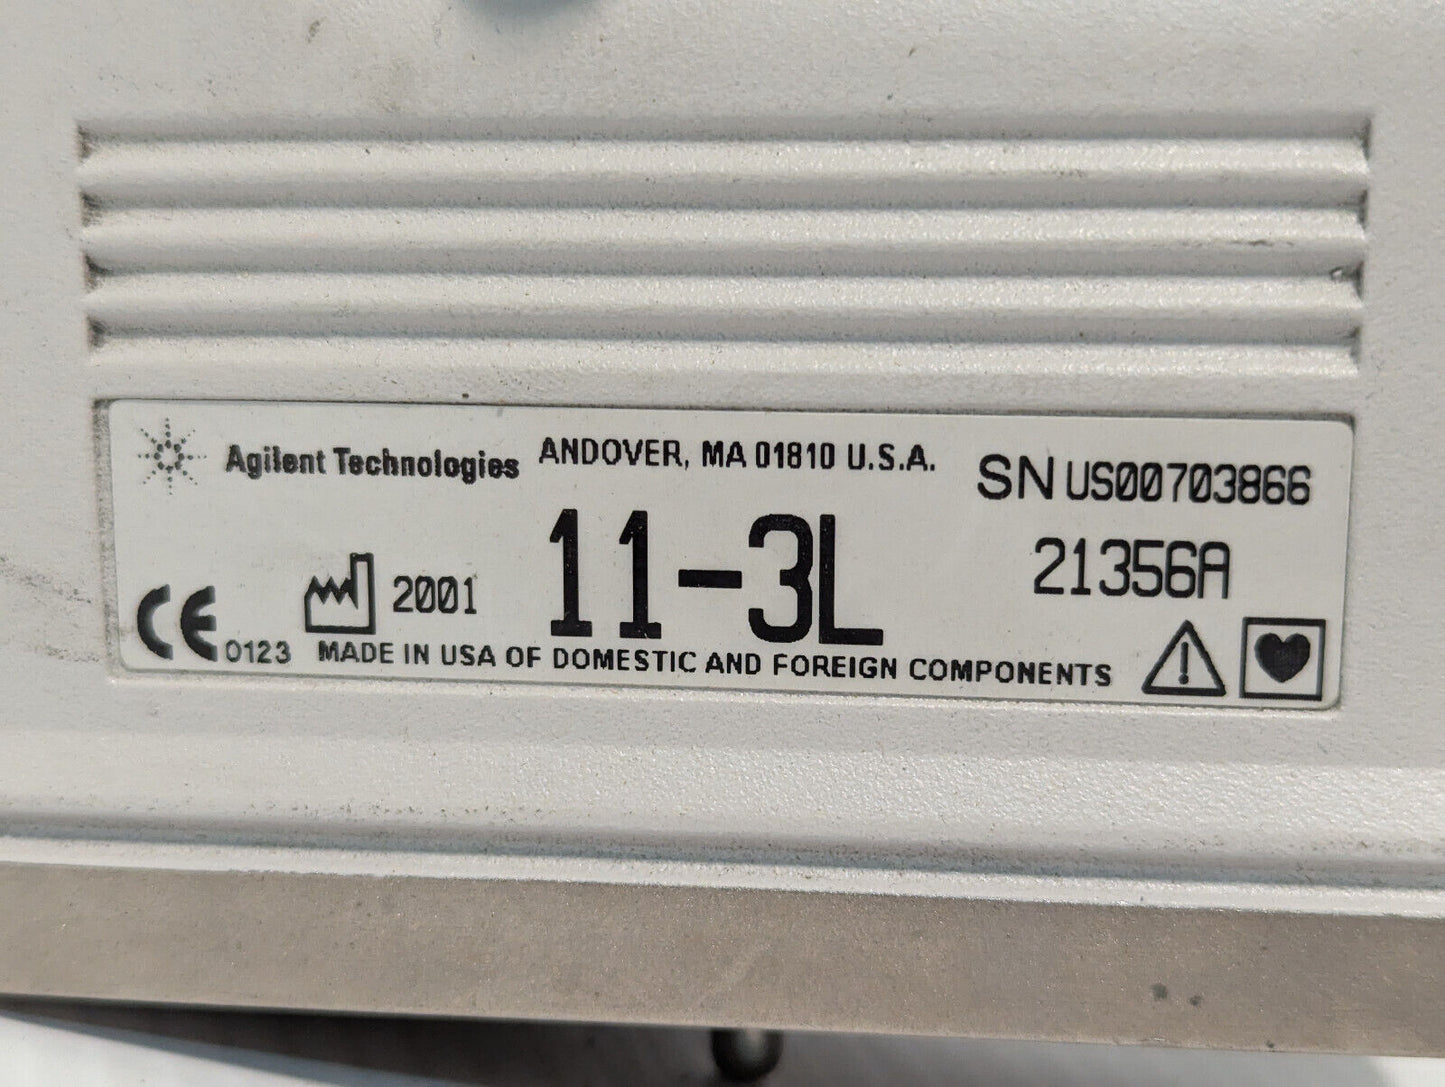 Agilent Technologies ANDOVER, MA 01810 U.S.A. SN US00703866
11-3L 21356A
CE 0123 2001
MADE IN USA OF DOMESTIC AND FOREIGN COMPONENTS